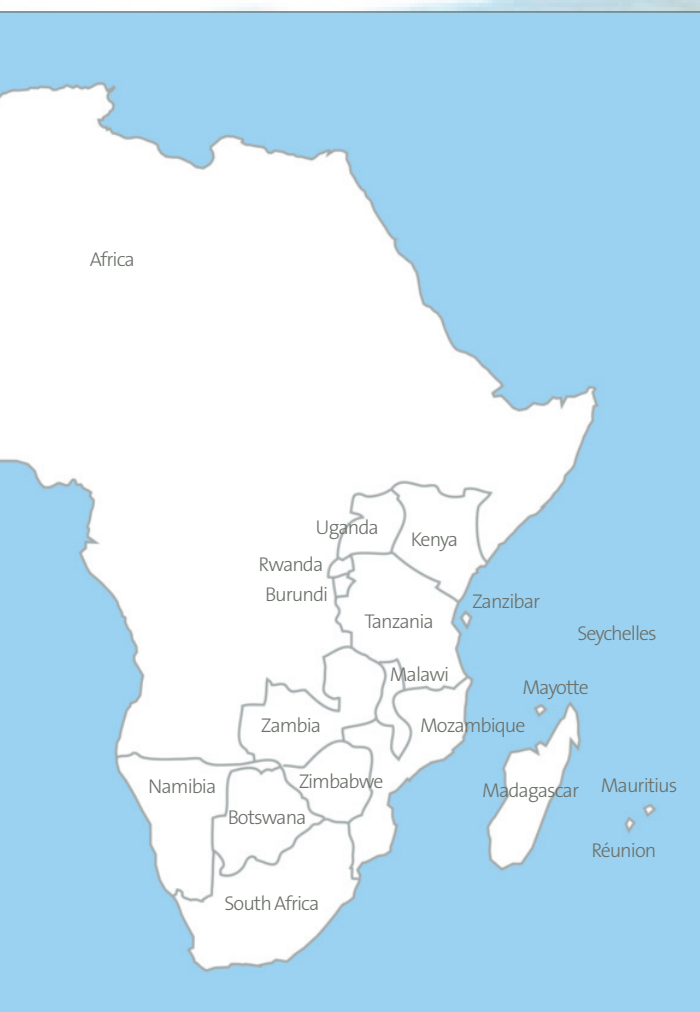 Africa
Uganda
Kenya
Rwanda
Burundi
Zanzibar
Tanzania
Seychelles
Malawi
Mayotte
Zambia
Mozambique
Namibia
Zimbabwe
Madagascar
Mauritius
Botswana
Réunion
South Africa